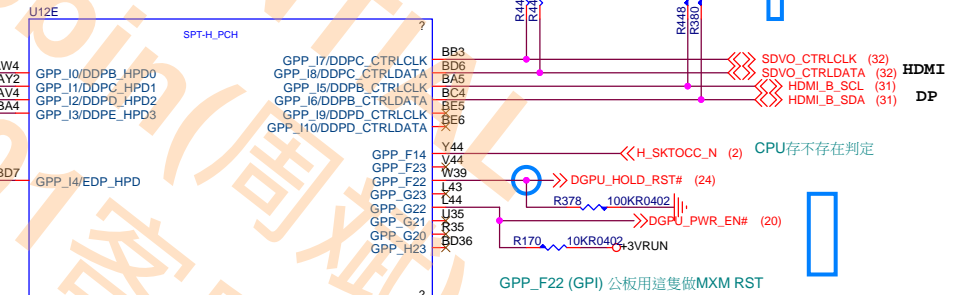 U12E
?
SPT-H_PCH
R448
R380
AW4
AY2
AV4
BA4
GPP_I0/DDPB_HPD0
GPP_I1/DDPC_HPD1
GPP_I2/DDPD_HPD2
GPP_I3/DDPE_HPD3
BD7
GPP_I4/EDP_HPD
GPP_I7/DDPC_CTRLCLK BB3 SDVO_CTRLCLK (32)
GPP_I8/DDPC_CTRLDATA BD6 SDVO_CTRLDATA (32) HDMI
GPP_I5/DDPB_CTRLCLK BA5 HDMI_B_SCL (31)
GPP_I6/DDPB_CTRLDATA BC4 HDMI_B_SDA (31) DP
GPP_I9/DDPD_CTRLCLK BE5
GPP_I10/DDPD_CTRLDATA BE6
GPP_F14 Y44 H_SKTOCC_N (2) CPU存不存在判定
GPP_F23 V44
GPP_F22 W39 DGPU_HOLD_RST# (24)
GPP_G23 L43
R378 100KR0402
GPP_G22 L44
GPP_G21 U35 DGPU_PWR_EN# (20)
GPP_G20 R35
GPP_H23 BD36
R170 10KR0402 +3VRUN
GPP_F22 (GPI) 公板用這隻做MXM RST